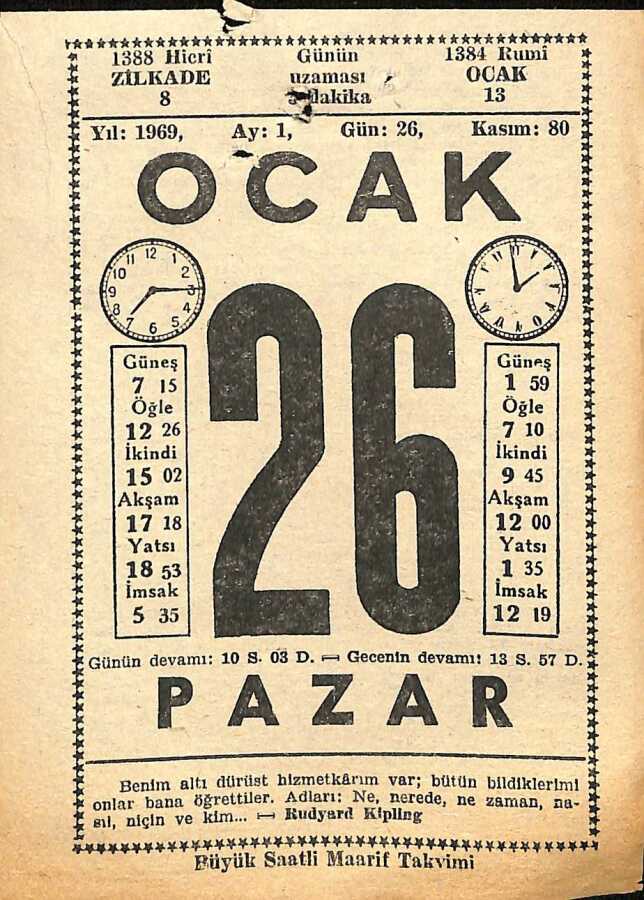 1388 Hicrî Günün 1384 Rumî
ZİLKADE uzaması OCAK
8 dakika 13
Yıl: 1969, Ay: 1, Gün: 26, Kasım: 80
OCAK
26
Güneş
7 15
Öğle
12 26
İkindi
15 02
Akşam
17 18
Yatsı
18 53
İmsak
5 35
Güneş
1 59
Öğle
7 10
İkindi
9 45
Akşam
12 00
Yatsı
1 35
İmsak
12 19
Günün devamı: 10 S. 03 D. — Gecenin devamı: 13 S. 57 D.
PAZAR
Benim altı dürüst hizmetkârım var; bütün bildiklerimi
onlar bana öğrettiler. Adları: Ne, nerede, ne zaman, na-
sıl, niçin ve kim... — Rudyard Kipling
Büyük Saatli Maarif Takvimi